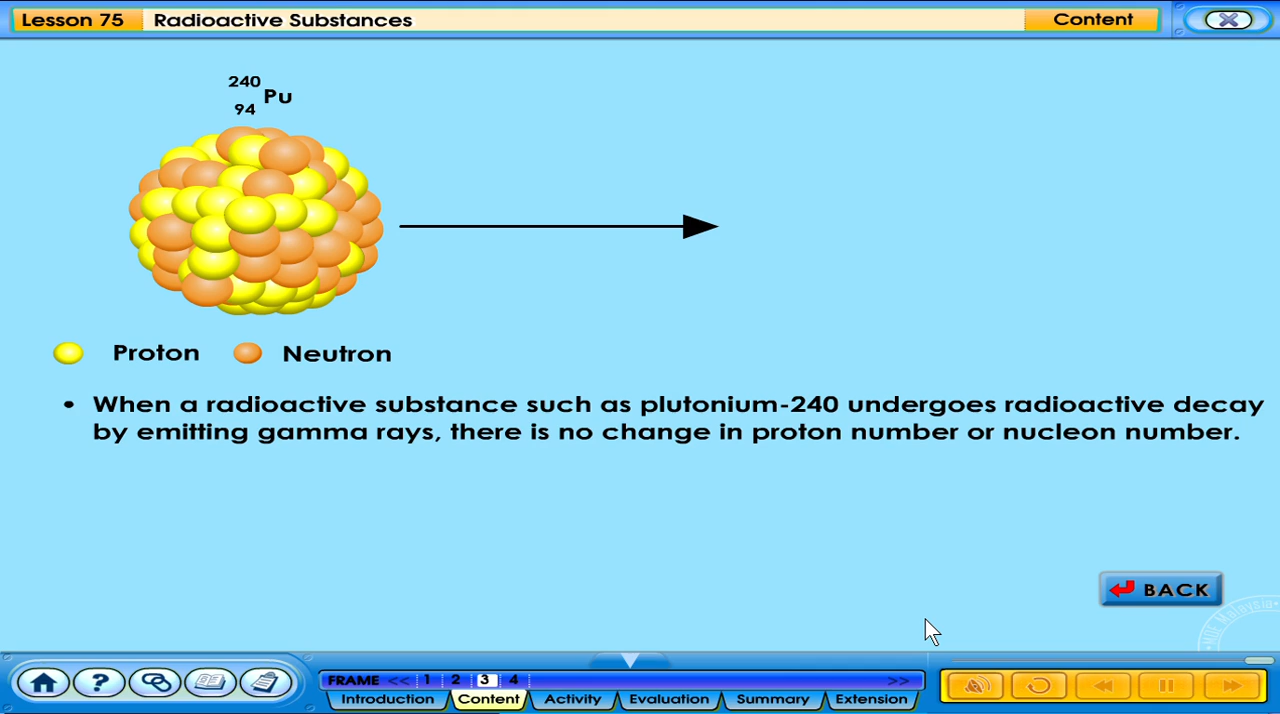 Lesson 75 Radioactive Substances Content
240
94 Pu
Proton Neutron
• When a radioactive substance such as plutonium-240 undergoes radioactive decay
by emitting gamma rays, there is no change in proton number or nucleon number.
BACK
FRAME << 1 2 3 4 >>
Introduction Content Activity Evaluation Summary Extension